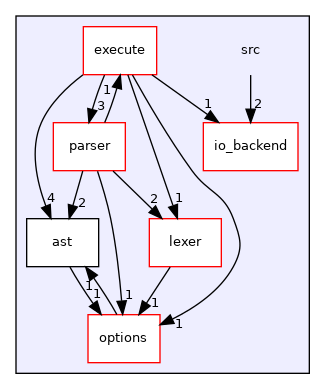 execute
src
1
3
1
2
parser
io_backend
4
2
2
1
ast
lexer
1
1
1
1
1
options